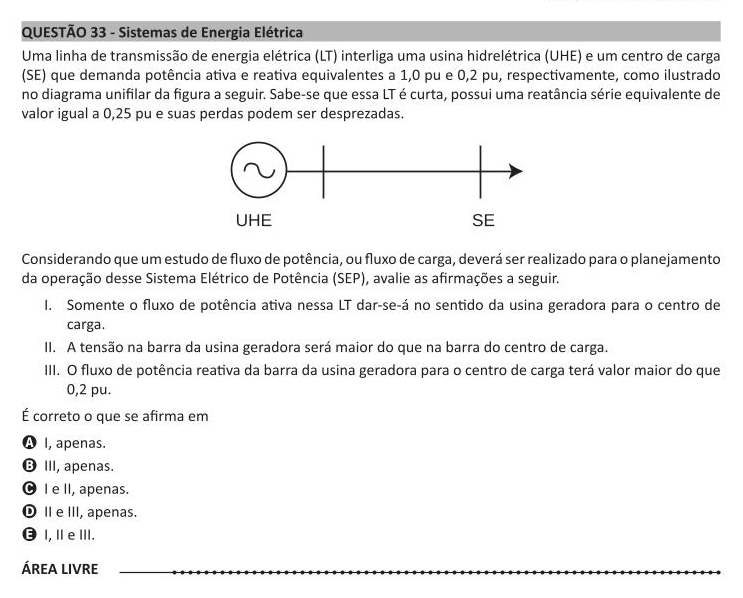 QUESTÃO 33 - Sistemas de Energia Elétrica
Uma linha de transmissão de energia elétrica (LT) interliga uma usina hidrelétrica (UHE) e um centro de carga
(SE) que demanda potência ativa e reativa equivalentes a 1,0 pu e 0,2 pu, respectivamente, como ilustrado
no diagrama unifilar da figura a seguir. Sabe-se que essa LT é curta, possui uma reatância série equivalente de
valor igual a 0,25 pu e suas perdas podem ser desprezadas.
UHE SE
Considerando que um estudo de fluxo de potência, ou fluxo de carga, deverá ser realizado para o planejamento
da operação desse Sistema Elétrico de Potência (SEP), avalie as afirmações a seguir.
I. Somente o fluxo de potência ativa nessa LT dar-se-á no sentido da usina geradora para o centro de
carga.
II. A tensão na barra da usina geradora será maior do que na barra do centro de carga.
III. O fluxo de potência reativa da barra da usina geradora para o centro de carga terá valor maior do que
0,2 pu.
É correto o que se afirma em
A I, apenas.
B III, apenas.
C I e II, apenas.
D II e III, apenas.
E I, II e III.
ÁREA LIVRE